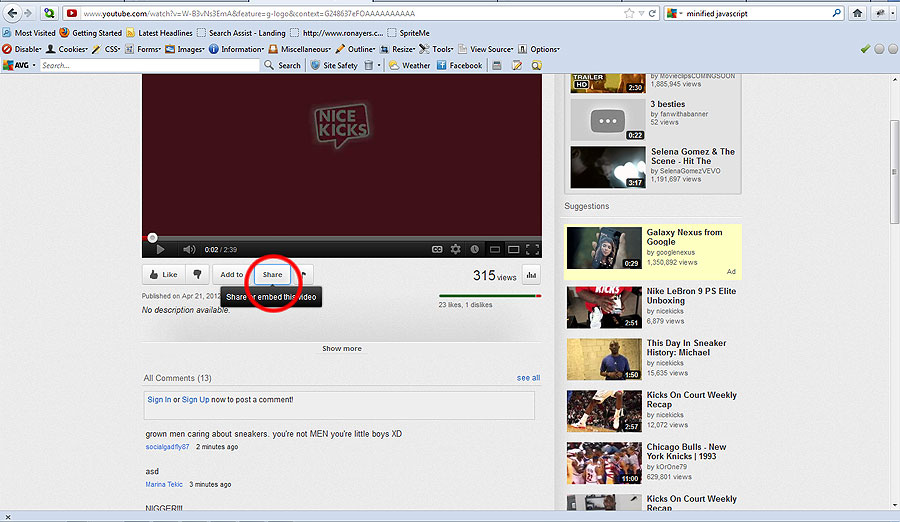 www.youtube.com/watch?v=W-B3vNs3EmA&feature=g-logo&context=G248637eFOAAAAAAAAAA
minified javascript
Most Visited Getting Started Latest Headlines Search Assist - Landing http://www.ronayers.c... SpriteMe
Disable Cookies CSS Forms Images Information Miscellaneous Outline Resize Tools View Source Options
AVG Search... Search Site Safety Weather Facebook
NICE
KICKS
0:02 / 2:39
CC
Like Add to Share
315 views
Share or embed this video
Published on Apr 21, 2012
No description available.
23 likes, 1 dislikes
Show more
All Comments (13) see all
Sign In or Sign Up now to post a comment!
grown men caring about sneakers. you're not MEN you're little boys XD
socialgadfly87 2 minutes ago
asd
Marina Tekic 3 minutes ago
NIGGER!!!
TRAILER
HD
2:30
by MovieclipsCOMINGSOON
1,885,945 views
0:22
3 besties
by fanwithabanner
52 views
3:17
Selena Gomez & The
Scene - Hit The
by SelenaGomezVEVO
1,191,697 views
Suggestions
0:29
Galaxy Nexus from
Google
by googlenexus
1,350,892 views
Ad
2:51
Nike LeBron 9 PS Elite
Unboxing
by nicekicks
6,879 views
1:50
This Day In Sneaker
History: Michael
by nicekicks
15,635 views
2:57
Kicks On Court Weekly
Recap
by nicekicks
12,072 views
11:00
Chicago Bulls - New
York Knicks | 1993
by kOrOne79
629,801 views
Kicks On Court Weekly
Recap